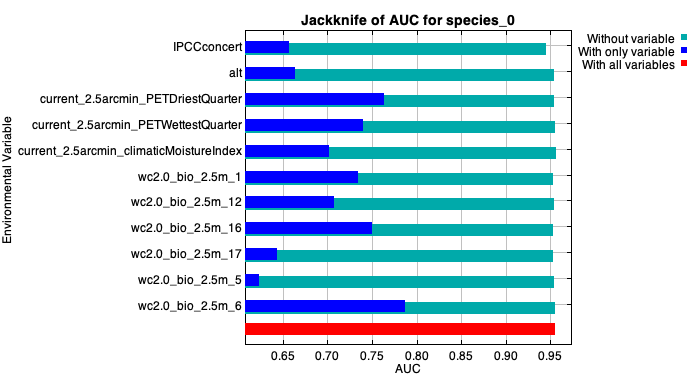 Jackknife of AUC for species_0
Without variable
With only variable
With all variables
Environmental Variable
IPCCconcert
alt
current_2.5arcmin_PETDriestQuarter
current_2.5arcmin_PETWettestQuarter
current_2.5arcmin_climaticMoistureIndex
wc2.0_bio_2.5m_1
wc2.0_bio_2.5m_12
wc2.0_bio_2.5m_16
wc2.0_bio_2.5m_17
wc2.0_bio_2.5m_5
wc2.0_bio_2.5m_6
0.65 0.70 0.75 0.80 0.85 0.90 0.95
AUC